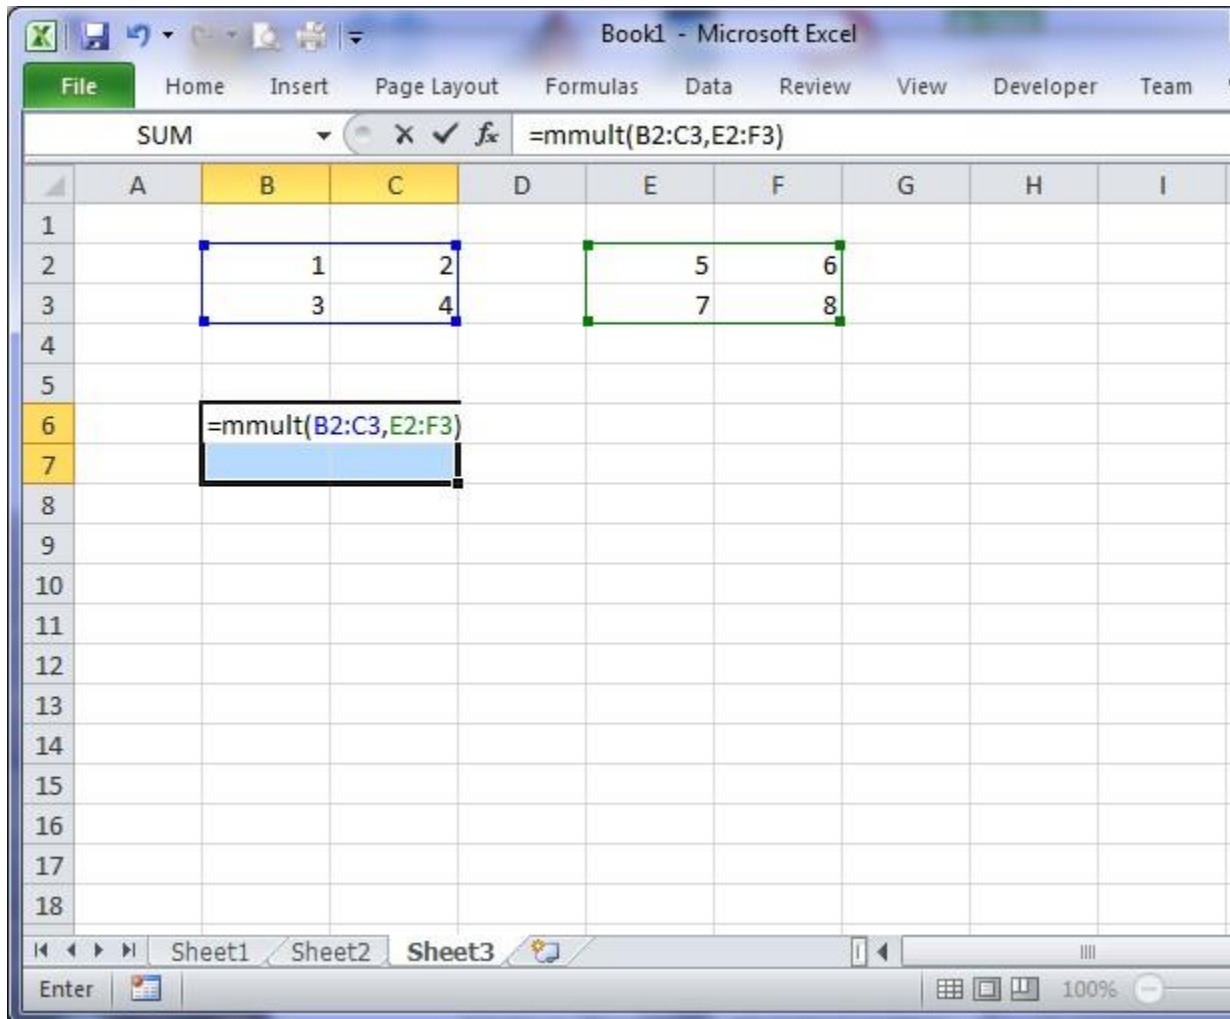 Book1 - Microsoft Excel
File Home Insert Page Layout Formulas Data Review View Developer Team
SUM fx =mmult(B2:C3,E2:F3)
A B C D E F G H I
1
2 1 2 5 6
3 3 4 7 8
4
5
6 =mmult(B2:C3,E2:F3)
7
8
9
10
11
12
13
14
15
16
17
18
Sheet1 Sheet2 Sheet3
Enter 100%